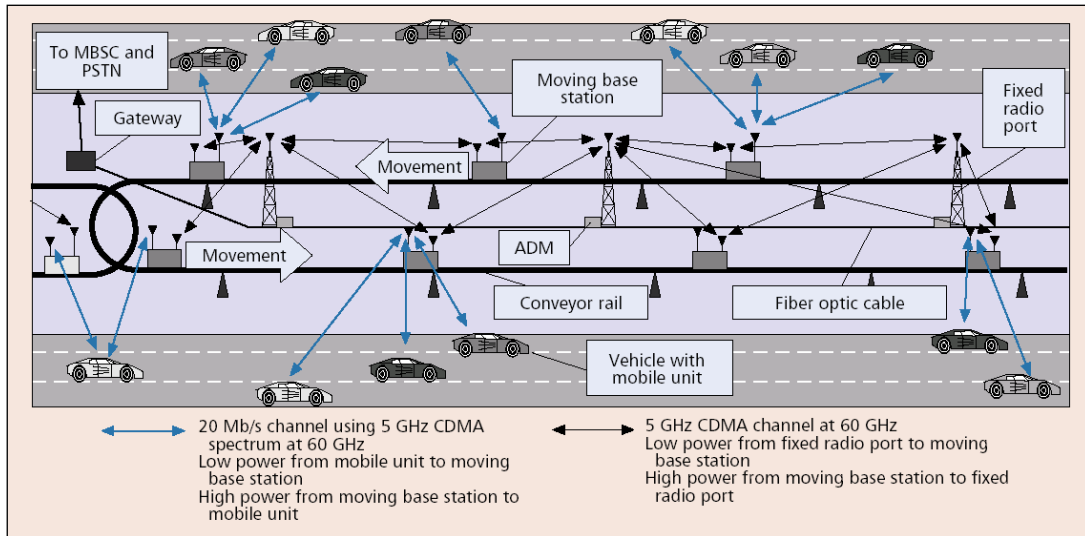 To MBSC and
PSTN
Gateway
Moving base
station
Fixed
radio
port
Movement
ADM
Movement
Conveyor rail
Fiber optic cable
Vehicle with
mobile unit
20 Mb/s channel using 5 GHz CDMA
spectrum at 60 GHz
Low power from mobile unit to moving
base station
High power from moving base station to
mobile unit
5 GHz CDMA channel at 60 GHz
Low power from fixed radio port to moving
base station
High power from moving base station to fixed
radio port